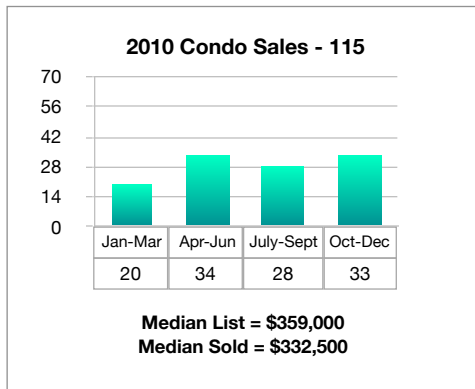 2010 Condo Sales - 115
70
56
42
28
14
0
Jan-Mar Apr-Jun July-Sept Oct-Dec
20 34 28 33
Median List = $359,000
Median Sold = $332,500